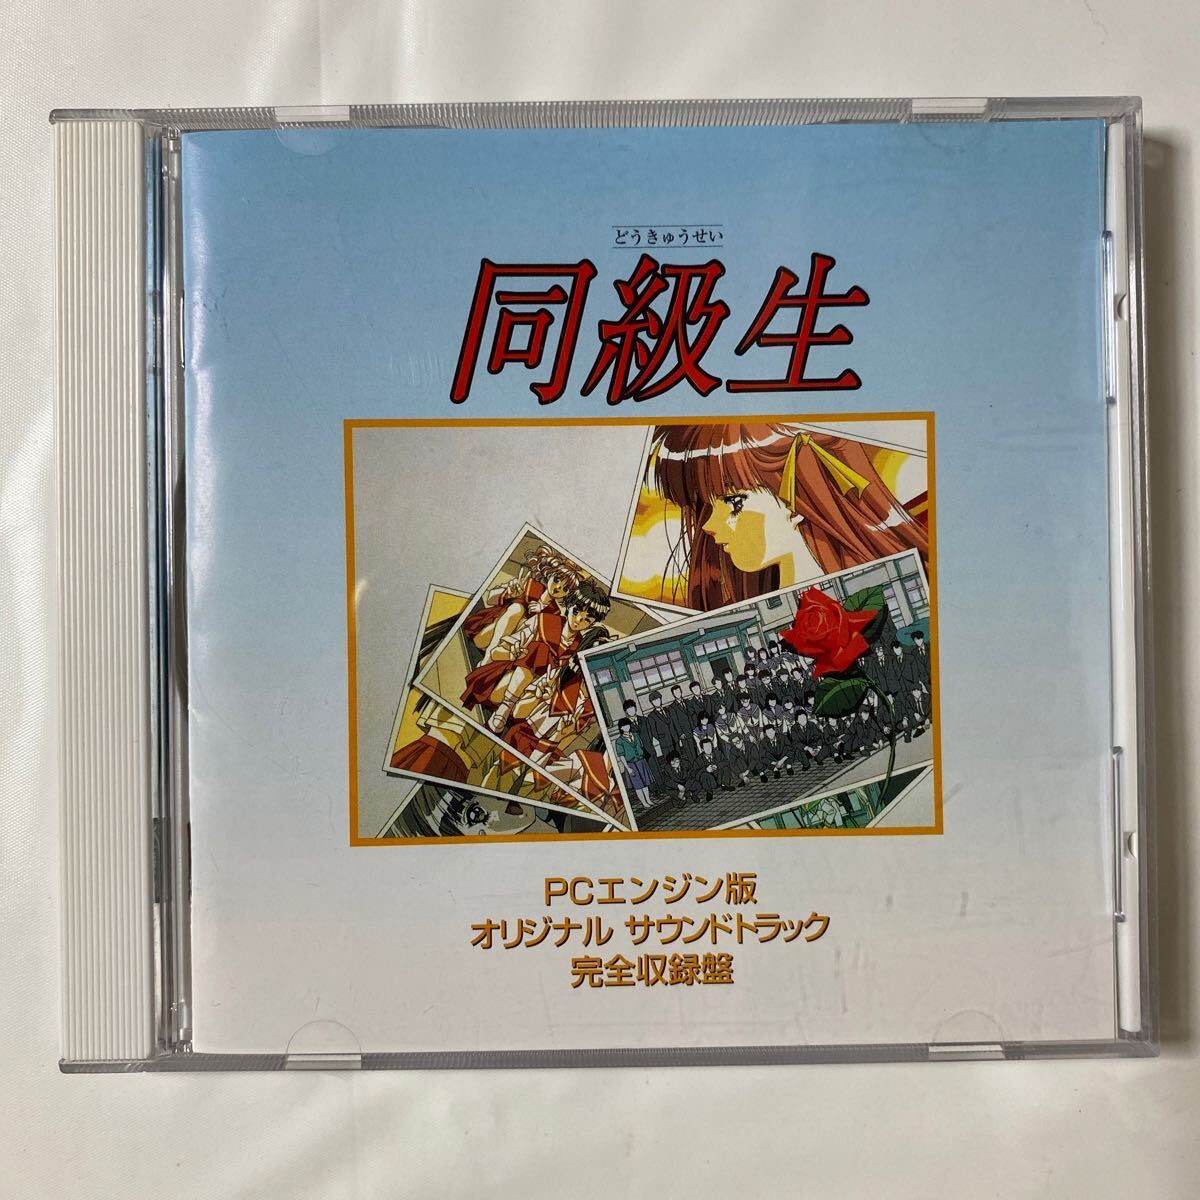 どうきゅうせい
同級生
PCエンジン版
オリジナル サウンドトラック
完全収録盤